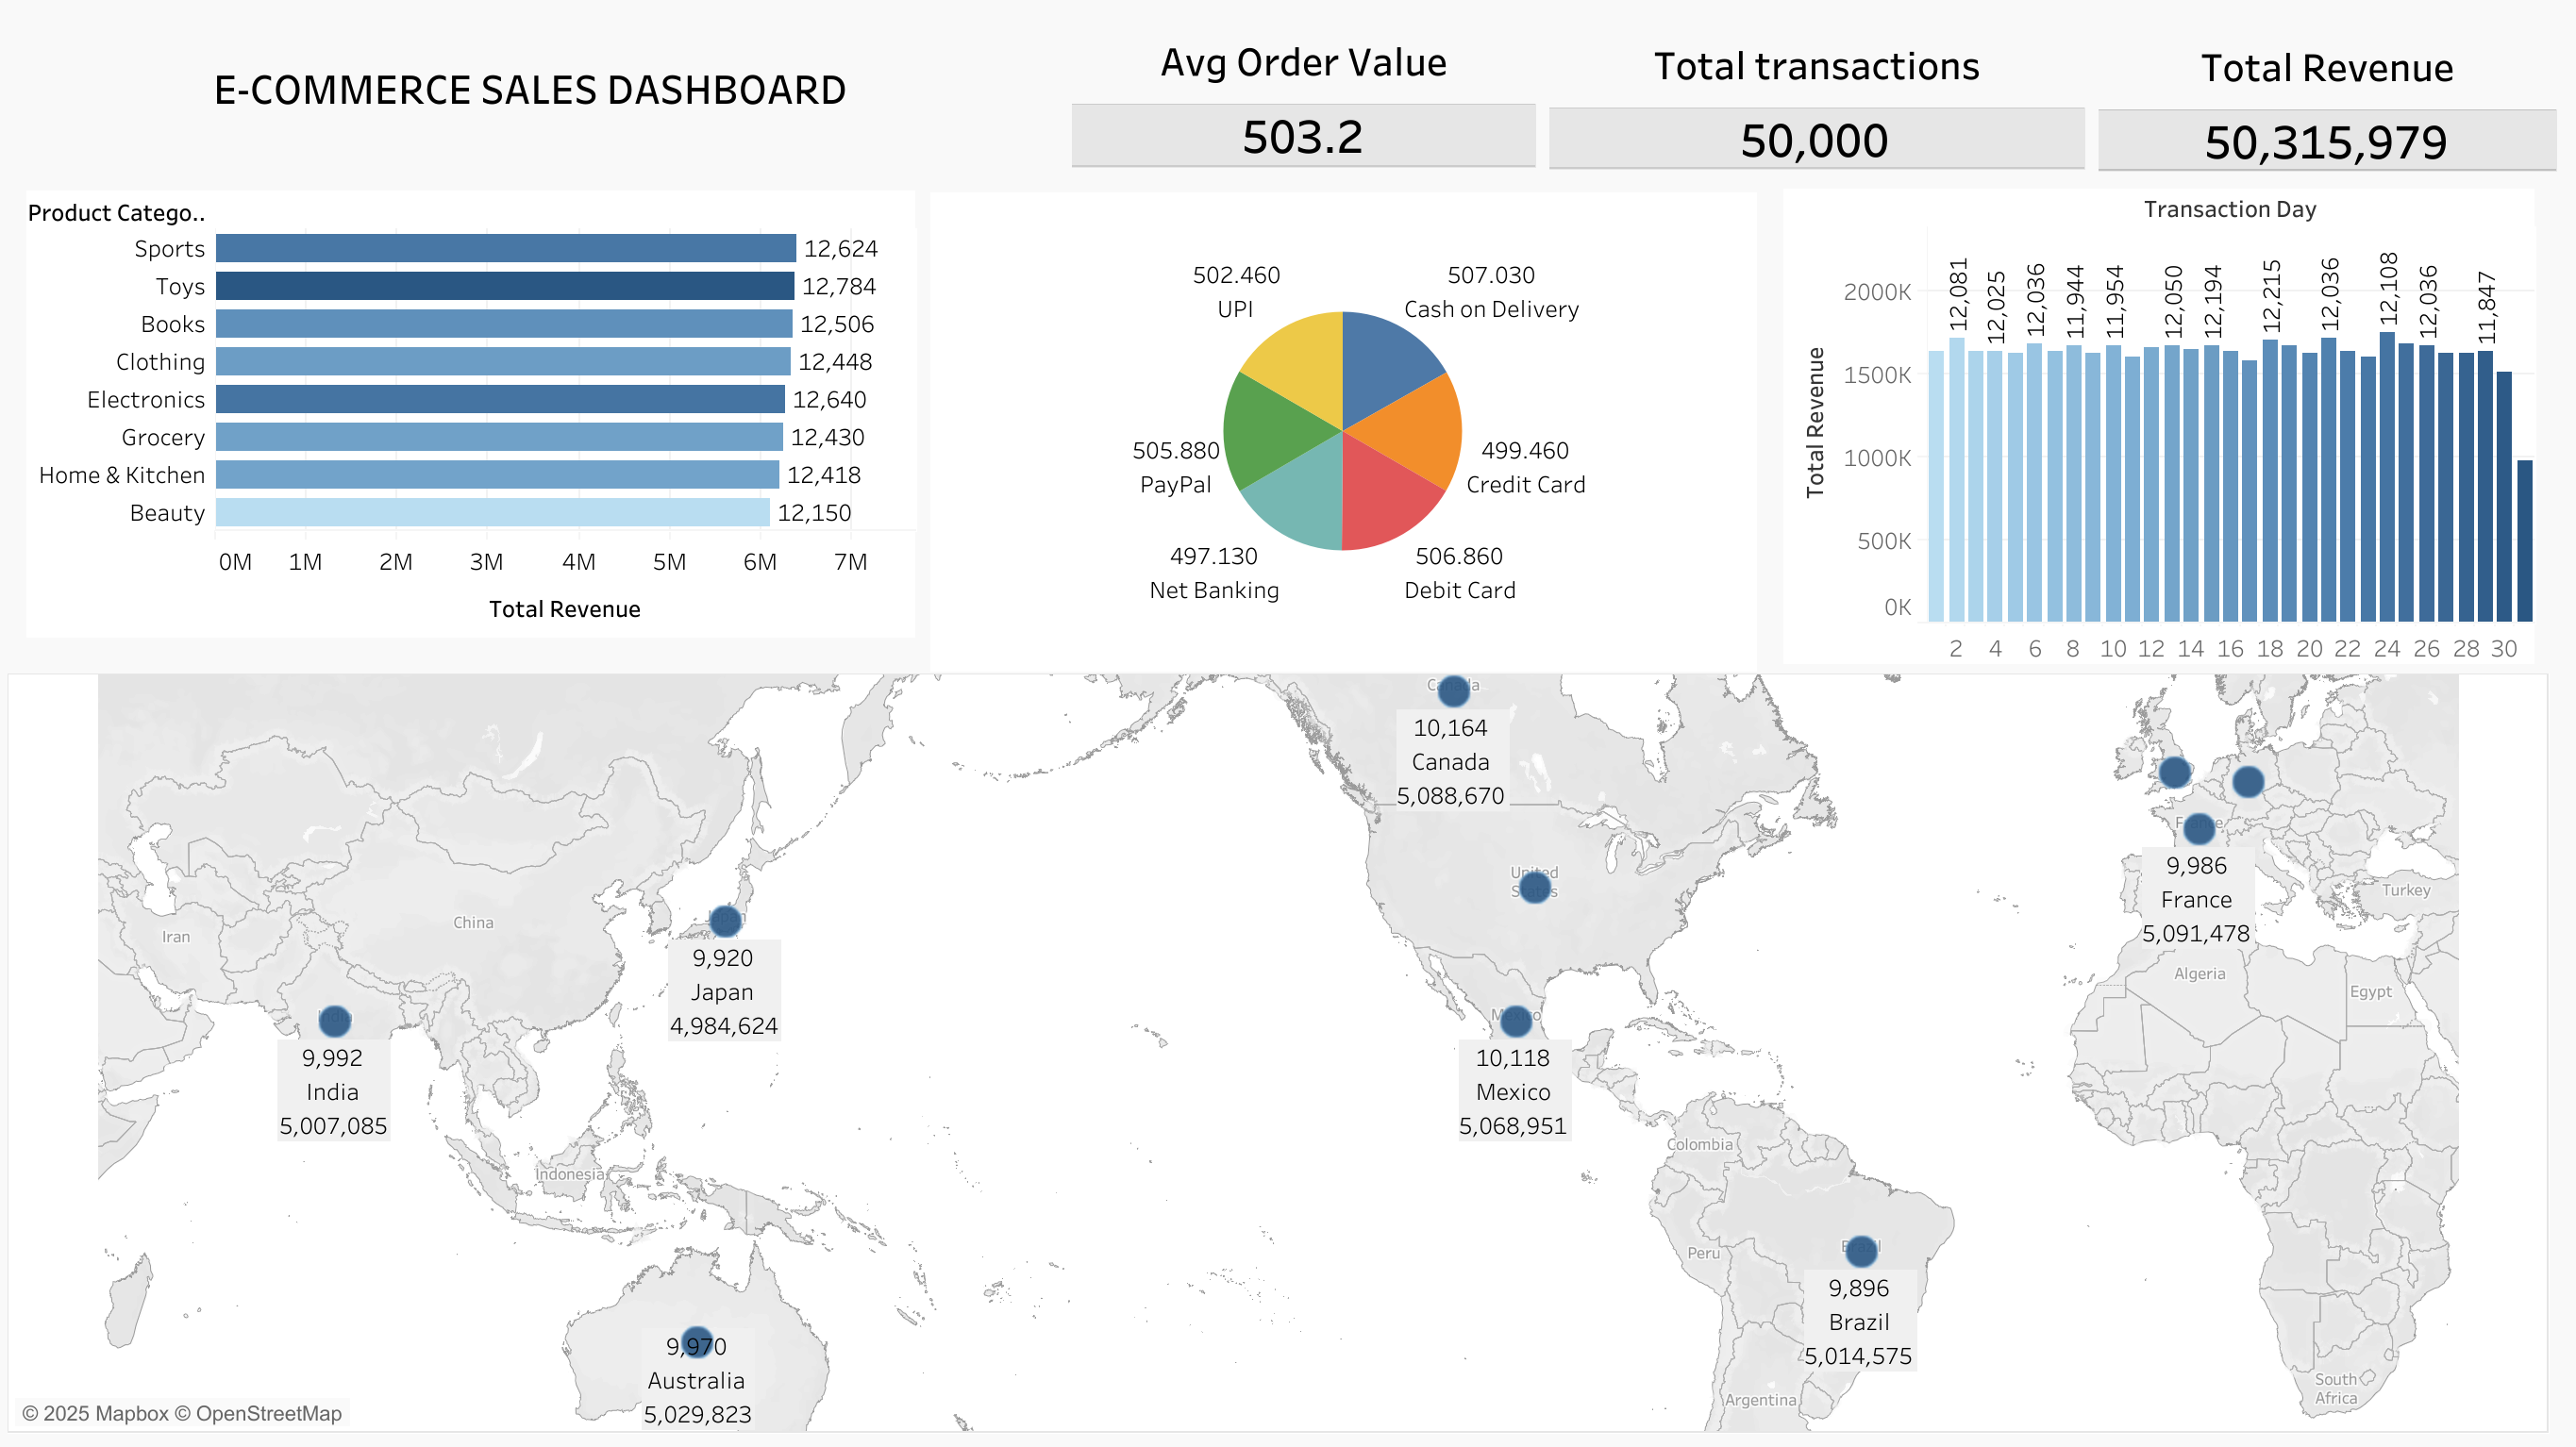 E-COMMERCE SALES DASHBOARD
Avg Order Value
503.2
Total transactions
50,000
Total Revenue
50,315,979
Product Catego..
Sports 12,624
Toys 12,784
Books 12,506
Clothing 12,448
Electronics 12,640
Grocery 12,430
Home & Kitchen 12,418
Beauty 12,150
0M 1M 2M 3M 4M 5M 6M 7M
Total Revenue
502.460
UPI
507.030
Cash on Delivery
505.880
PayPal
499.460
Credit Card
497.130
Net Banking
506.860
Debit Card
Transaction Day
Total Revenue
2000K
1500K
1000K
500K
0K
12,081 12,025 12,036 11,944 11,954 12,050 12,194 12,215 12,036 12,108 12,036 11,847
2 4 6 8 10 12 14 16 18 20 22 24 26 28 30
Canada
10,164
Canada
5,088,670
United
States
France
9,986
France
5,091,478
Turkey
China
Iran
Japan
9,920
Japan
4,984,624
Algeria
Egypt
India
9,992
India
5,007,085
Mexico
10,118
Mexico
5,068,951
Colombia
Indonesia
Peru
Brazil
9,896
Brazil
5,014,575
9,970
Australia
5,029,823
South
Africa
Argentina
© 2025 Mapbox © OpenStreetMap